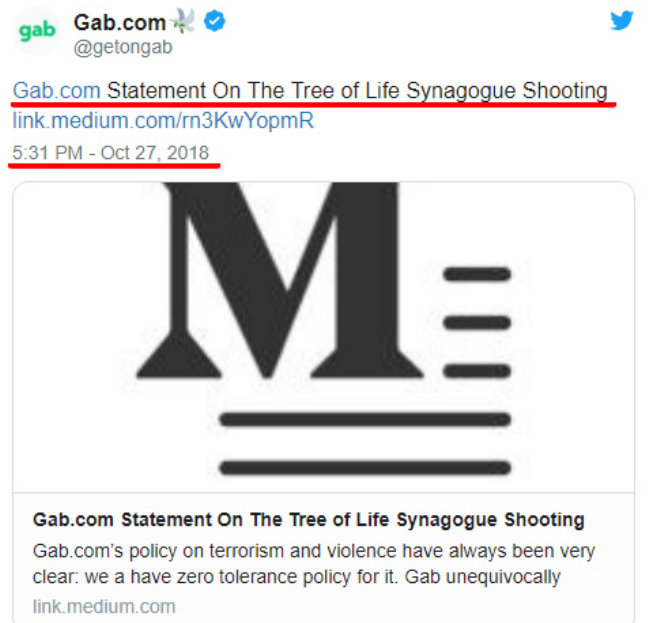 gab
Gab.com
@getongab
Gab.com Statement On The Tree of Life Synagogue Shooting
link.medium.com/rn3KwYopmR
5:31 PM - Oct 27, 2018
M
Gab.com Statement On The Tree of Life Synagogue Shooting
Gab.com's policy on terrorism and violence have always been very
clear: we a have zero tolerance policy for it. Gab unequivocally
link.medium.com